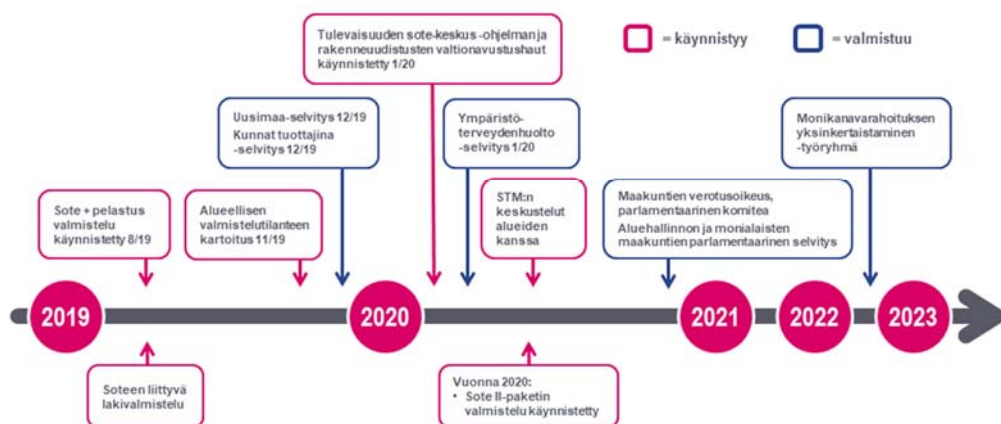 Tulevaisuuden sote-keskus -ohjelman ja
rakenneuudistusten valtionavustushaut
käynnistetty 1/20
= käynnistyy
= valmistuu
Uusimaa-selvitys 12/19
Kunnat tuottajina
-selvitys 12/19
Ympäristö-
terveydenhuolto
-selvitys 1/20
Monikanavarahoituksen
yksinkertaistaminen
-työryhmä
Sote + pelastus
valmistelu
käynnistetty 8/19
Alueellisen
valmistelutilanteen
kartoitus 11/19
STM:n
keskustelut
alueiden
kanssa
Maakuntien verotusoikeus,
parlamentaarinen komitea
Aluehallinnon ja monialaisten
maakuntien parlamentaarinen selvitys
2019
2020
2021
2022
2023
Soteen liittyvä
lakivalmistelu
Vuonna 2020:
• Sote II-paketin
valmistelu käynnistetty